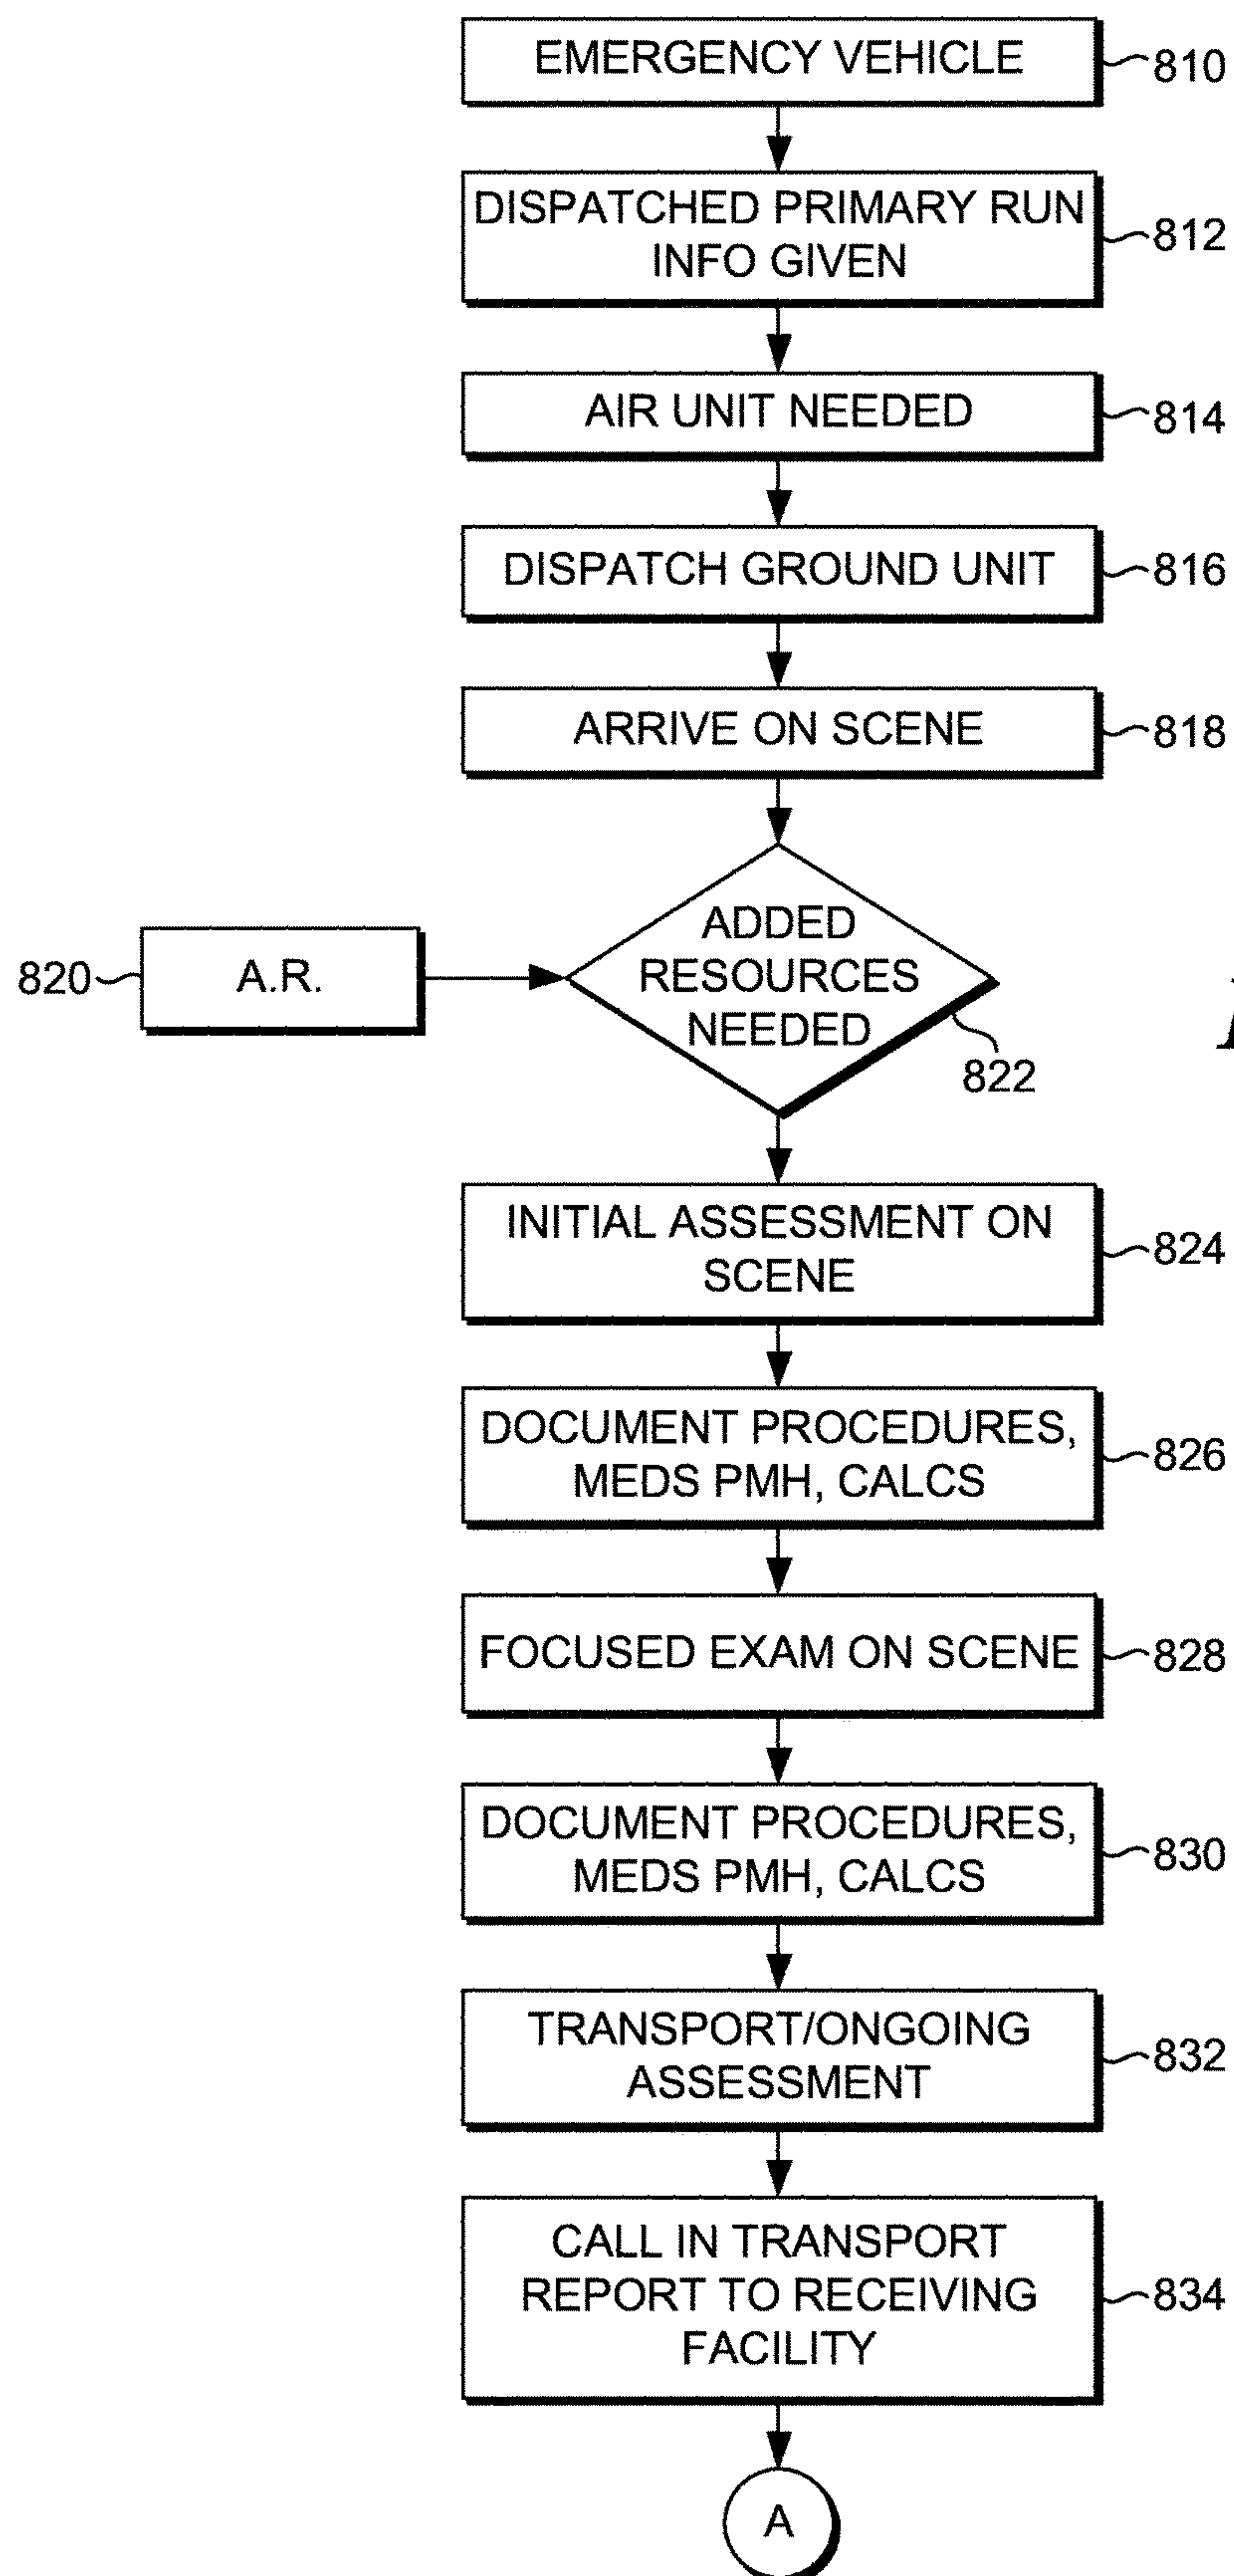 EMERGENCY VEHICLE
810
DISPATCHED PRIMARY RUN
INFO GIVEN
812
AIR UNIT NEEDED
814
DISPATCH GROUND UNIT
816
ARRIVE ON SCENE
818
820
A.R.
ADDED
RESOURCES
NEEDED
822
INITIAL ASSESSMENT ON
SCENE
824
DOCUMENT PROCEDURES,
MEDS PMH, CALCS
826
FOCUSED EXAM ON SCENE
828
DOCUMENT PROCEDURES,
MEDS PMH, CALCS
830
TRANSPORT/ONGOING
ASSESSMENT
832
CALL IN TRANSPORT
REPORT TO RECEIVING
FACILITY
834
A